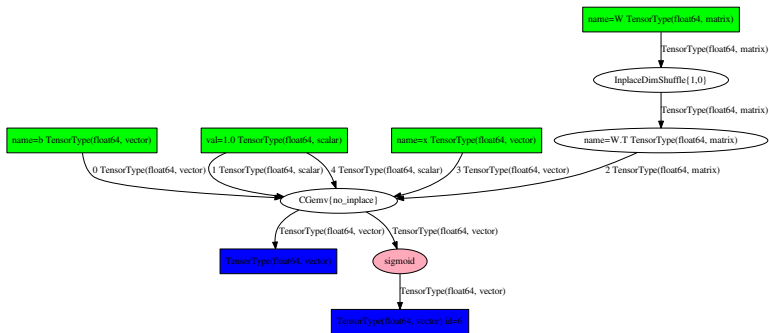 name=W TensorType(float64, matrix)
TensorType(float64, matrix)
InplaceDimShuffle{1,0}
TensorType(float64, matrix)
name=b TensorType(float64, vector)
val=1.0 TensorType(float64, scalar)
name=x TensorType(float64, vector)
name=W.T TensorType(float64, matrix)
0 TensorType(float64, vector)
1 TensorType(float64, scalar)
4 TensorType(float64, scalar)
3 TensorType(float64, vector)
2 TensorType(float64, matrix)
CGemv{no_inplace}
TensorType(float64, vector)
TensorType(float64, vector)
TensorType(float64, vector)
sigmoid
TensorType(float64, vector)
TensorType(float64, vector)